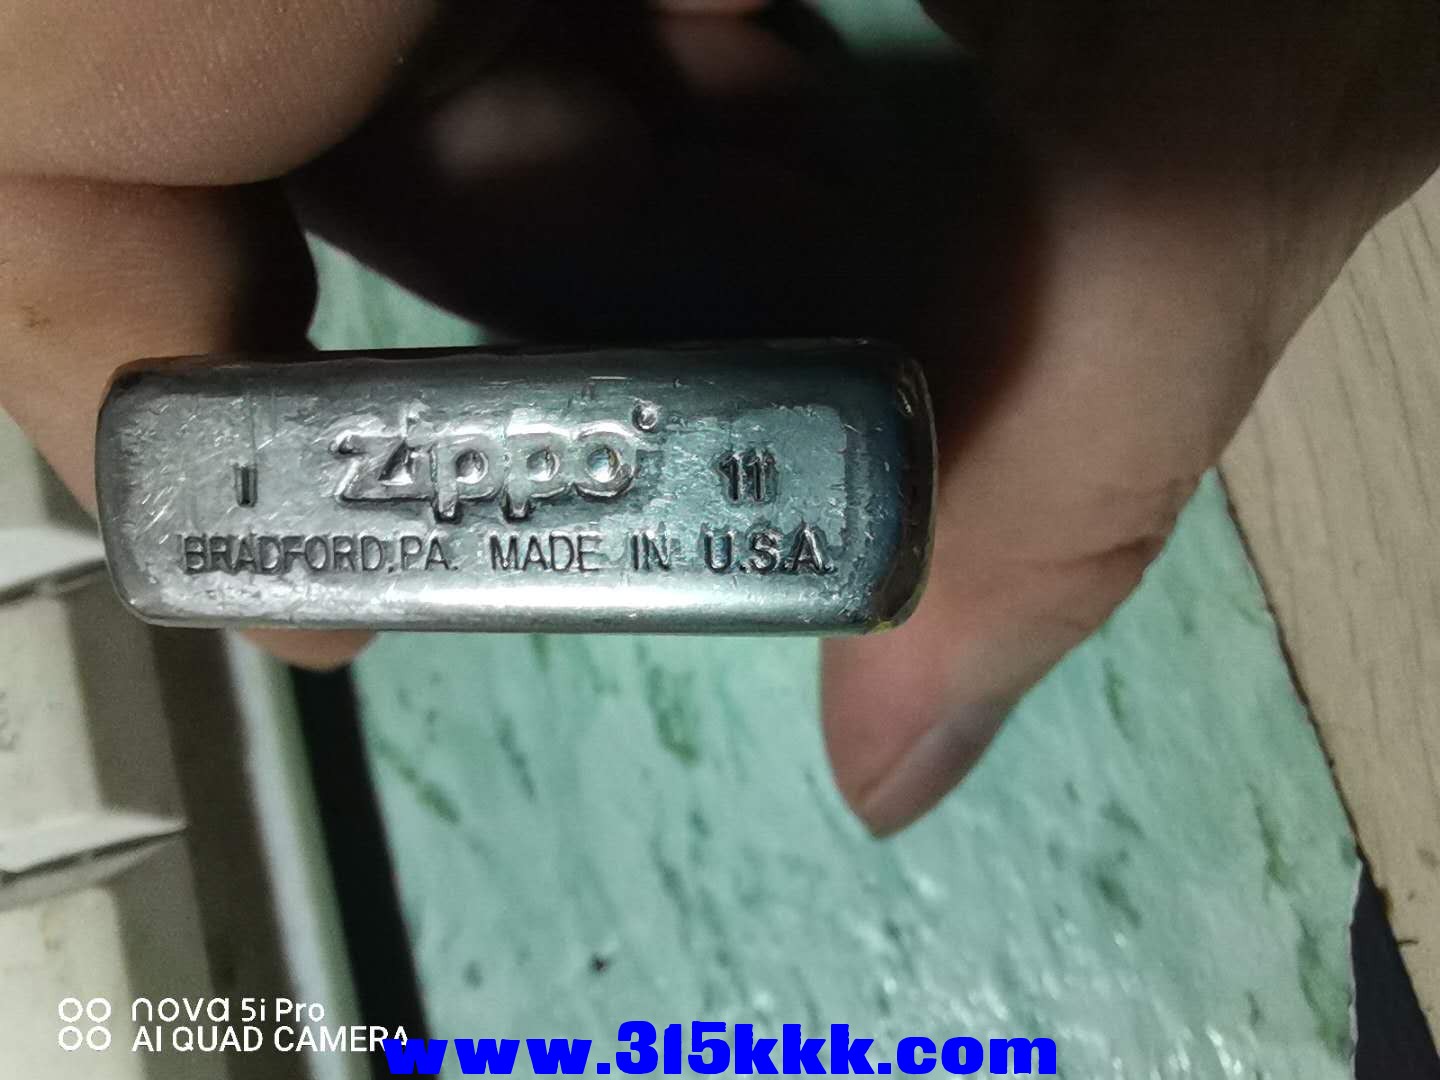 I zippo 11
BRADFORD,PA. MADE IN U.S.A.
nova 5i Pro
AI QUAD CAMERA
www.315kkk.com